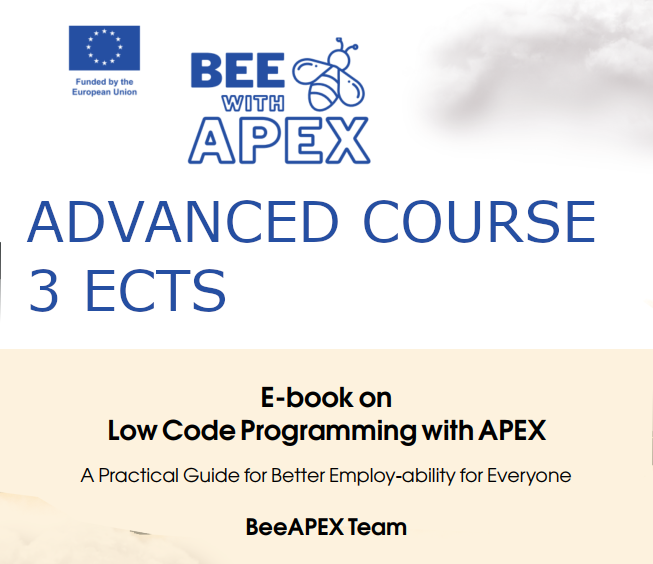 Funded by the
European Union
BEE
WITH
APEX
ADVANCED COURSE
3 ECTS
E-book on
Low Code Programming with APEX
A Practical Guide for Better Employ-ability for Everyone
BeeAPEX Team